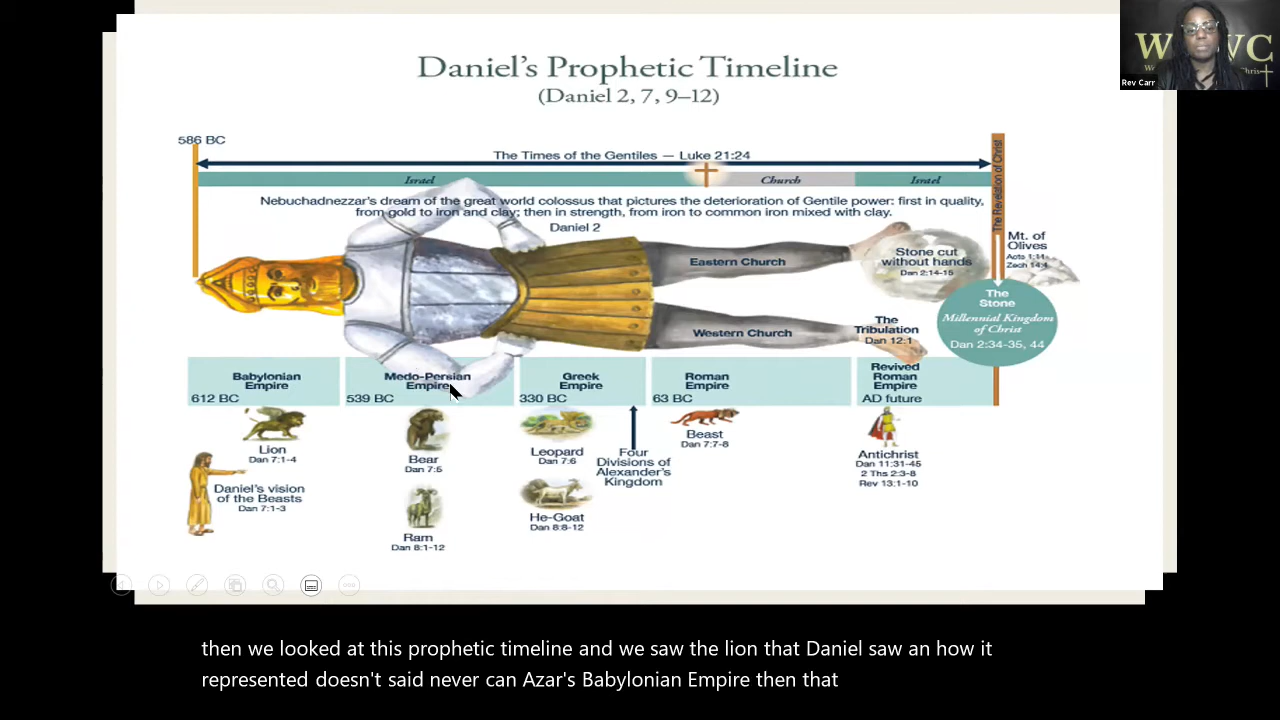 Daniel's Prophetic Timeline
(Daniel 2, 7, 9–12)
Rev Carr
586 BC
The Times of the Gentiles — Luke 21:24
The Revelation of Christ
Israel
Church
Israel
Nebuchadnezzar's dream of the great world colossus that pictures the deterioration of Gentile power: first in quality,
from gold to iron and clay; then in strength, from iron to common iron mixed with clay.
Daniel 2
Eastern Church
Stone cut
without hands
Dan 2:14-15
Mt. of
Olives
Acts 1:11
Zech 14:4
The
Stone
Millennial Kingdom
of Christ
Dan 2:34-35, 44
Western Church
The
Tribulation
Dan 12:1
Babylonian
Empire
612 BC
Medo-Persian
Empire
539 BC
Greek
Empire
330 BC
Roman
Empire
63 BC
Revived
Roman
Empire
AD future
Lion
Dan 7:1-4
Bear
Dan 7:5
Leopard
Dan 7:6
Four
Divisions of
Alexander's
Kingdom
Beast
Dan 7:7-8
Antichrist
Dan 11:31-45
2 Ths 2:3-8
Rev 13:1-10
Daniel's vision
of the Beasts
Dan 7:1-3
Ram
Dan 8:1-12
He-Goat
Dan 8:8-12
then we looked at this prophetic timeline and we saw the lion that Daniel saw an how it
represented doesn't said never can Azar's Babylonian Empire then that